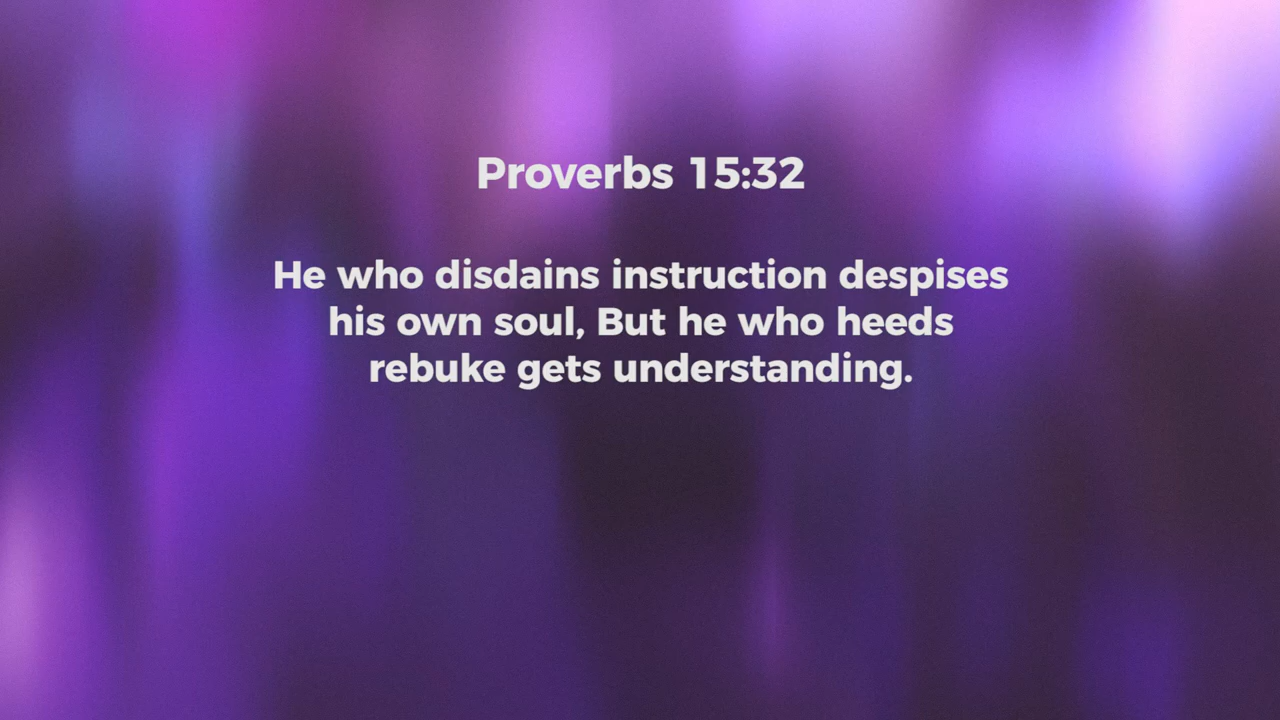 Proverbs 15:32
He who disdains instruction despises
his own soul, But he who heeds
rebuke gets understanding.